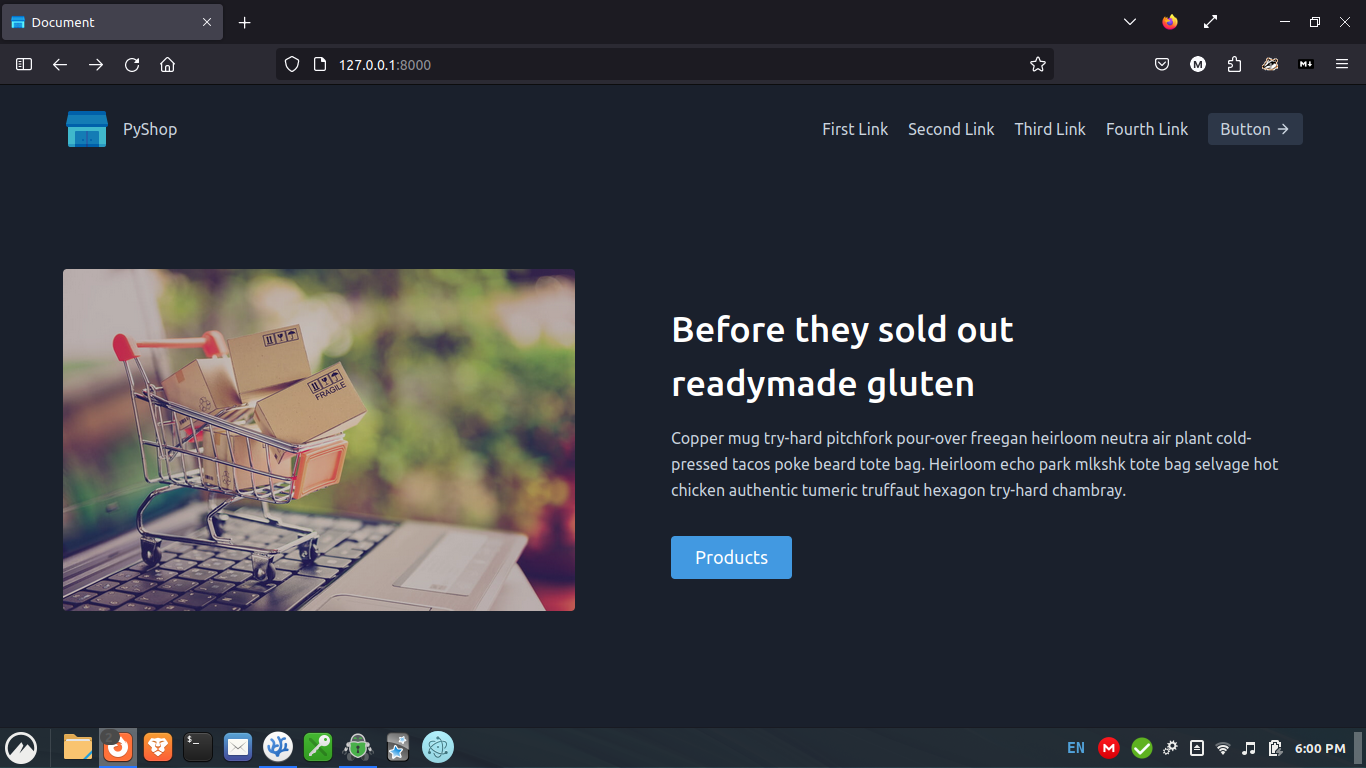 Document
127.0.0.1:8000
M
M↓
PyShop
First Link Second Link Third Link Fourth Link Button →
FRAGILE
Before they sold out
readymade gluten
Copper mug try-hard pitchfork pour-over freegan heirloom neutra air plant cold-
pressed tacos poke beard tote bag. Heirloom echo park mlkshk tote bag selvage hot
chicken authentic tumeric truffaut hexagon try-hard chambray.
Products
EN
6:00 PM